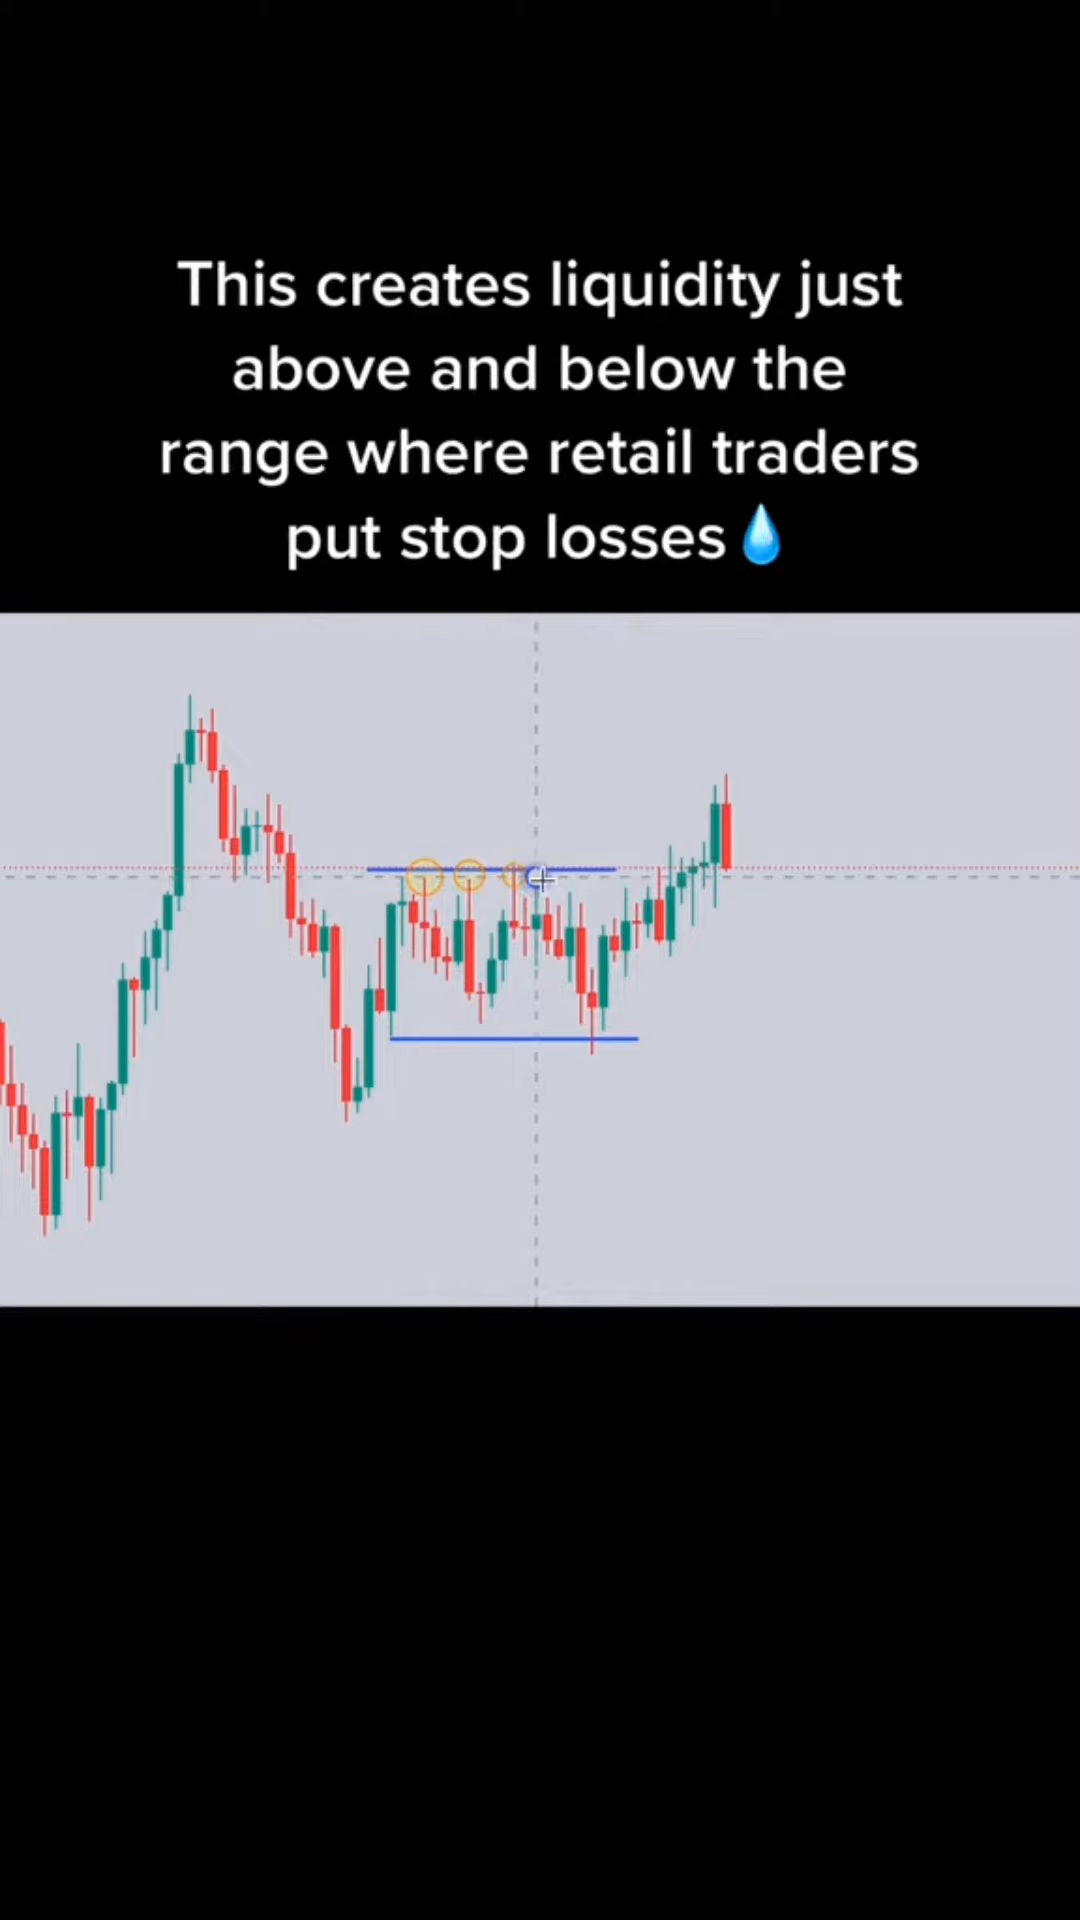 This creates liquidity just
above and below the
range where retail traders
put stop losses💧